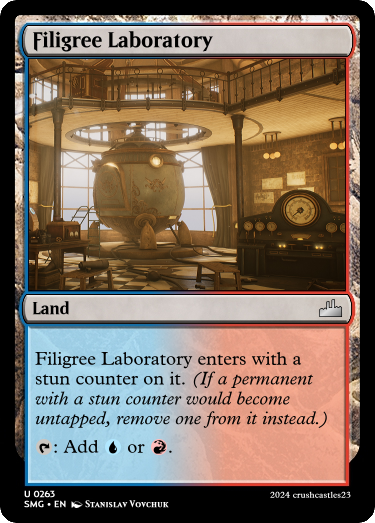 Filigree Laboratory
Land
Filigree Laboratory enters with a
stun counter on it. (If a permanent
with a stun counter would become
untapped, remove one from it instead.)
: Add or .
U 0263
SMG • EN Stanislav Vovchuk
2024 crushcastles23